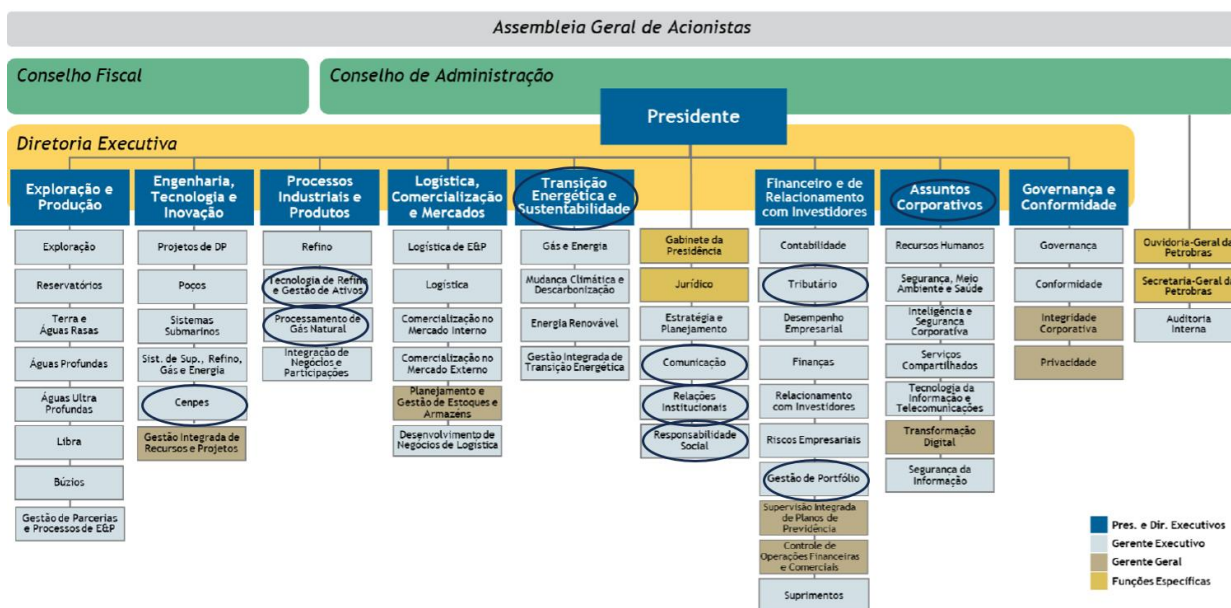 Assembleia Geral de Acionistas
Conselho Fiscal
Conselho de Administração
Presidente
Diretoria Executiva
Exploração e
Produção
Engenharia,
Tecnologia e
Inovação
Processos
Industriais e
Produtos
Logística,
Comercialização
e Mercados
Transição
Energética e
Sustentabilidade
Financeiro e de
Relacionamento
com Investidores
Assuntos
Corporativos
Governança e
Conformidade
Exploração
Reservatórios
Terra e
Águas Rasas
Águas Profundas
Águas Ultra
Profundas
Libra
Búzios
Gestão de Parcerias
e Processos de E&P
Projetos de DP
Poços
Sistemas
Submarinos
Sist. de Sup., Refino,
Gás e Energia
Cenpes
Gestão Integrada de
Recursos e Projetos
Refino
Tecnologia de Refino
e Gestão de Ativos
Processamento de
Gás Natural
Integração de
Negócios e
Participações
Logística de E&P
Logística
Comercialização no
Mercado Interno
Comercialização no
Mercado Externo
Planejamento e
Gestão de Estoques e
Armazéns
Desenvolvimento de
Negócios de Logística
Gás e Energia
Mudança Climática e
Descarbonização
Energia Renovável
Gestão Integrada de
Transição Energética
Gabinete da
Presidência
Jurídico
Estratégia e
Planejamento
Comunicação
Relações
Institucionais
Responsabilidade
Social
Contabilidade
Tributário
Desempenho
Empresarial
Finanças
Relacionamento
com Investidores
Riscos Empresariais
Gestão de Portfólio
Supervisão Integrada
de Planos de
Previdência
Controle de
Operações Financeiras
e Comerciais
Suprimentos
Recursos Humanos
Segurança, Meio
Ambiente e Saúde
Inteligência e
Segurança
Corporativa
Serviços
Compartilhados
Tecnologia da
Informação e
Telecomunicações
Transformação
Digital
Segurança da
Informação
Governança
Conformidade
Integridade
Corporativa
Privacidade
Ouvidoria-Geral da
Petrobras
Secretaria-Geral da
Petrobras
Auditoria
Interna
Pres. e Dir. Executivos
Gerente Executivo
Gerente Geral
Funções Específicas